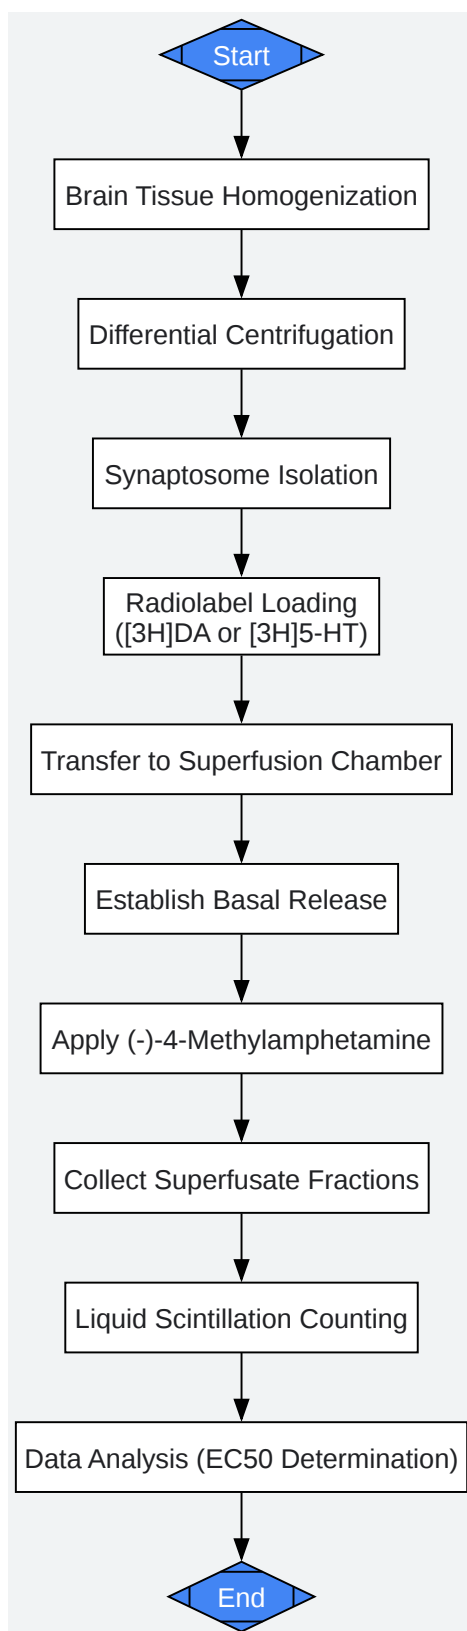 Start
Brain Tissue Homogenization
Differential Centrifugation
Synaptosome Isolation
Radiolabel Loading
([3H]DA or [3H]5-HT)
Transfer to Superfusion Chamber
Establish Basal Release
Apply (-)-4-Methylamphetamine
Collect Superfusate Fractions
Liquid Scintillation Counting
Data Analysis (EC50 Determination)
End